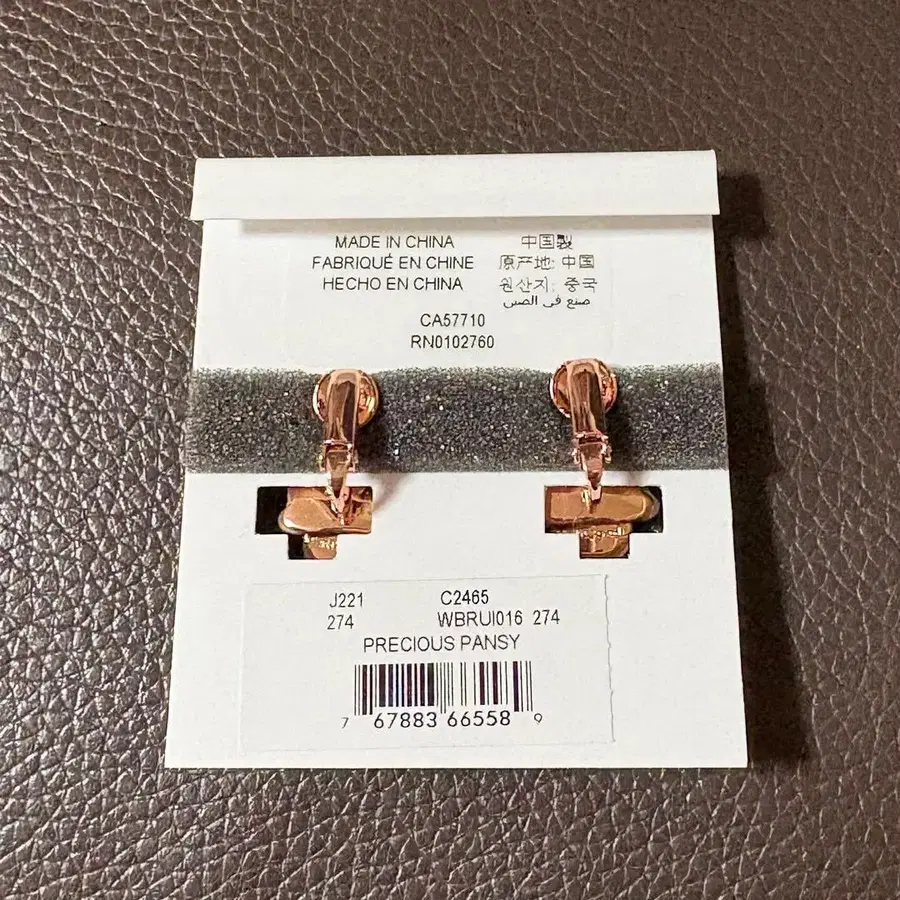 MADE IN CHINA
FABRIQUÉ EN CHINE
HECHO EN CHINA
中国製
原产地: 中国
원산지: 중국
صنع في الصين
CA57710
RN0102760
J221 C2465
274 WBRUI016 274
PRECIOUS PANSY
7 67883 66558 9